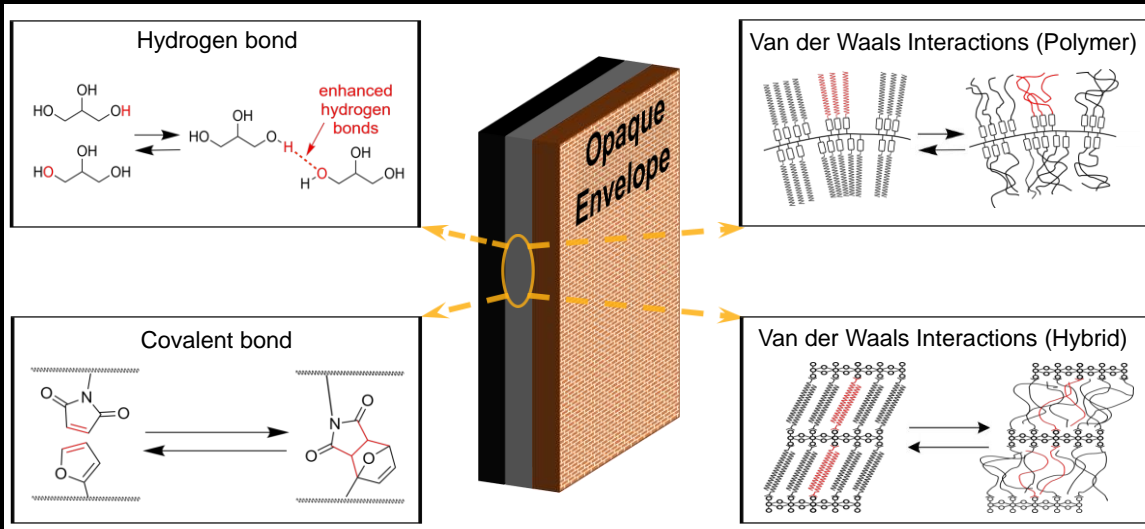 Hydrogen bond
OH
HO
OH
OH
HO
OH
enhanced
hydrogen
bonds
OH
HO
O
H
OH
H
O
OH
Opaque
Envelope
Van der Waals Interactions (Polymer)
Covalent bond
N
O
O
O
O
N
O
O
Van der Waals Interactions (Hybrid)